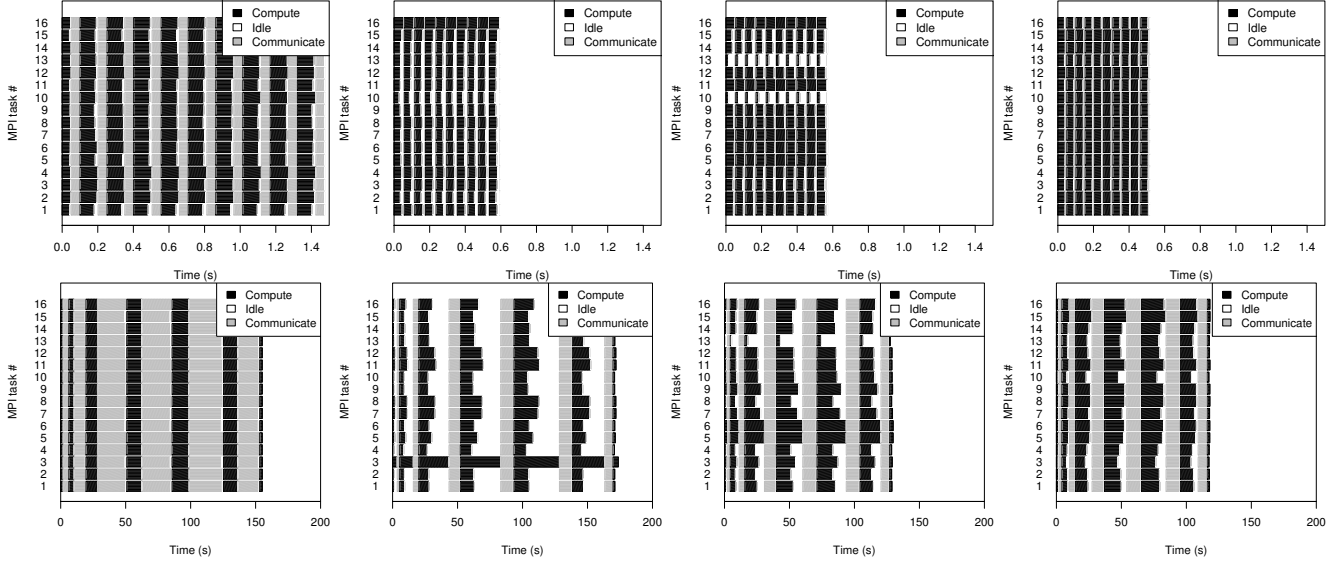 MPI task #
16
15
14
13
12
11
10
9
8
7
6
5
4
3
2
1
Compute
Idle
Communicate
0.0 0.2 0.4 0.6 0.8 1.0 1.2 1.4
Time (s)
MPI task #
16
15
14
13
12
11
10
9
8
7
6
5
4
3
2
1
Compute
Idle
Communicate
0.0 0.2 0.4 0.6 0.8 1.0 1.2 1.4
Time (s)
MPI task #
16
15
14
13
12
11
10
9
8
7
6
5
4
3
2
1
Compute
Idle
Communicate
0.0 0.2 0.4 0.6 0.8 1.0 1.2 1.4
Time (s)
MPI task #
16
15
14
13
12
11
10
9
8
7
6
5
4
3
2
1
Compute
Idle
Communicate
0.0 0.2 0.4 0.6 0.8 1.0 1.2 1.4
Time (s)
MPI task #
16
15
14
13
12
11
10
9
8
7
6
5
4
3
2
1
Compute
Idle
Communicate
0 50 100 150 200
Time (s)
MPI task #
16
15
14
13
12
11
10
9
8
7
6
5
4
3
2
1
Compute
Idle
Communicate
0 50 100 150 200
Time (s)
MPI task #
16
15
14
13
12
11
10
9
8
7
6
5
4
3
2
1
Compute
Idle
Communicate
0 50 100 150 200
Time (s)
MPI task #
16
15
14
13
12
11
10
9
8
7
6
5
4
3
2
1
Compute
Idle
Communicate
0 50 100 150 200
Time (s)